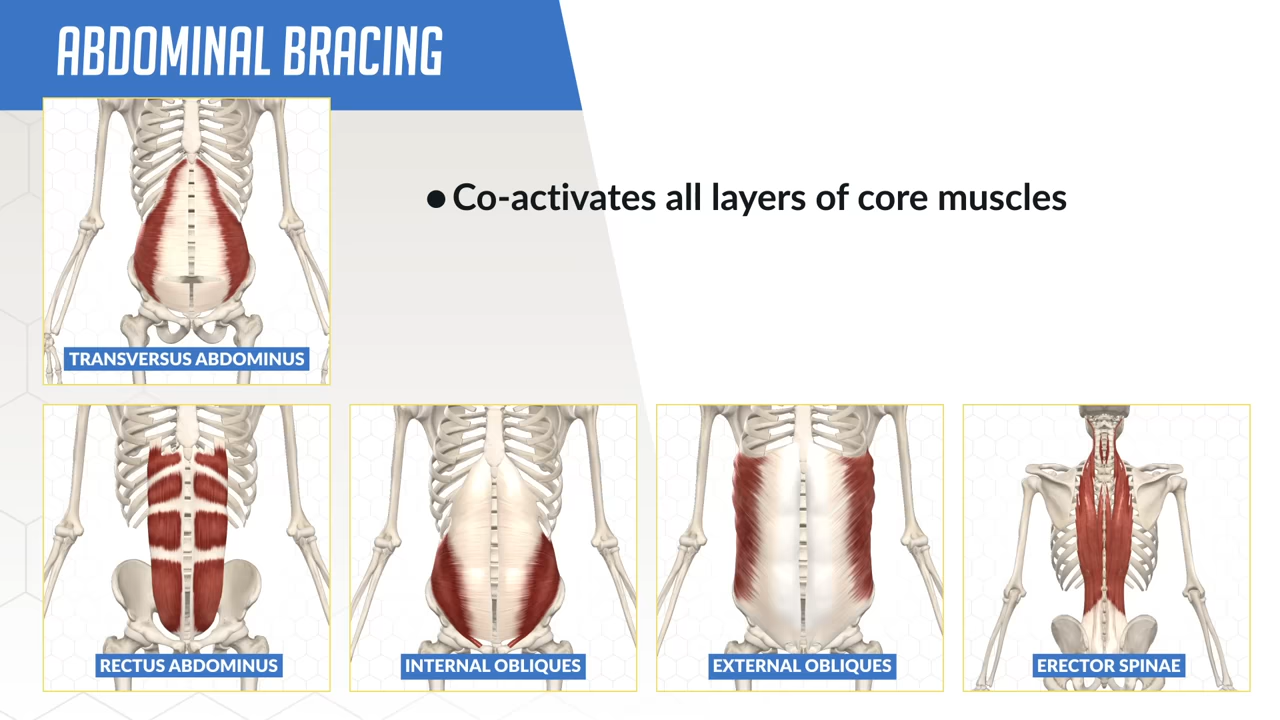 ABDOMINAL BRACING
● Co-activates all layers of core muscles
TRANSVERSUS ABDOMINUS
RECTUS ABDOMINUS
INTERNAL OBLIQUES
EXTERNAL OBLIQUES
ERECTOR SPINAE